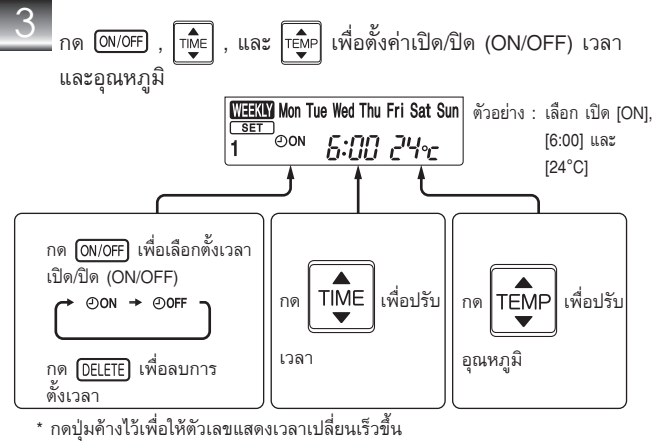 3
กด ON/OFF , TIME , และ TEMP เพื่อตั้งค่าเปิด/ปิด (ON/OFF) เวลา
และอุณหภูมิ
WEEKLY Mon Tue Wed Thu Fri Sat Sun
SET
1 ON 6:00 24°C
ตัวอย่าง : เลือก เปิด [ON],
[6:00] และ
[24°C]
กด ON/OFF เพื่อเลือกตั้งเวลา
เปิด/ปิด (ON/OFF)
ON → OFF
กด DELETE เพื่อลบการ
ตั้งเวลา
กด TIME เพื่อปรับ
เวลา
กด TEMP เพื่อปรับ
อุณหภูมิ
* กดปุ่มค้างไว้เพื่อให้ตัวเลขแสดงเวลาเปลี่ยนเร็วขึ้น